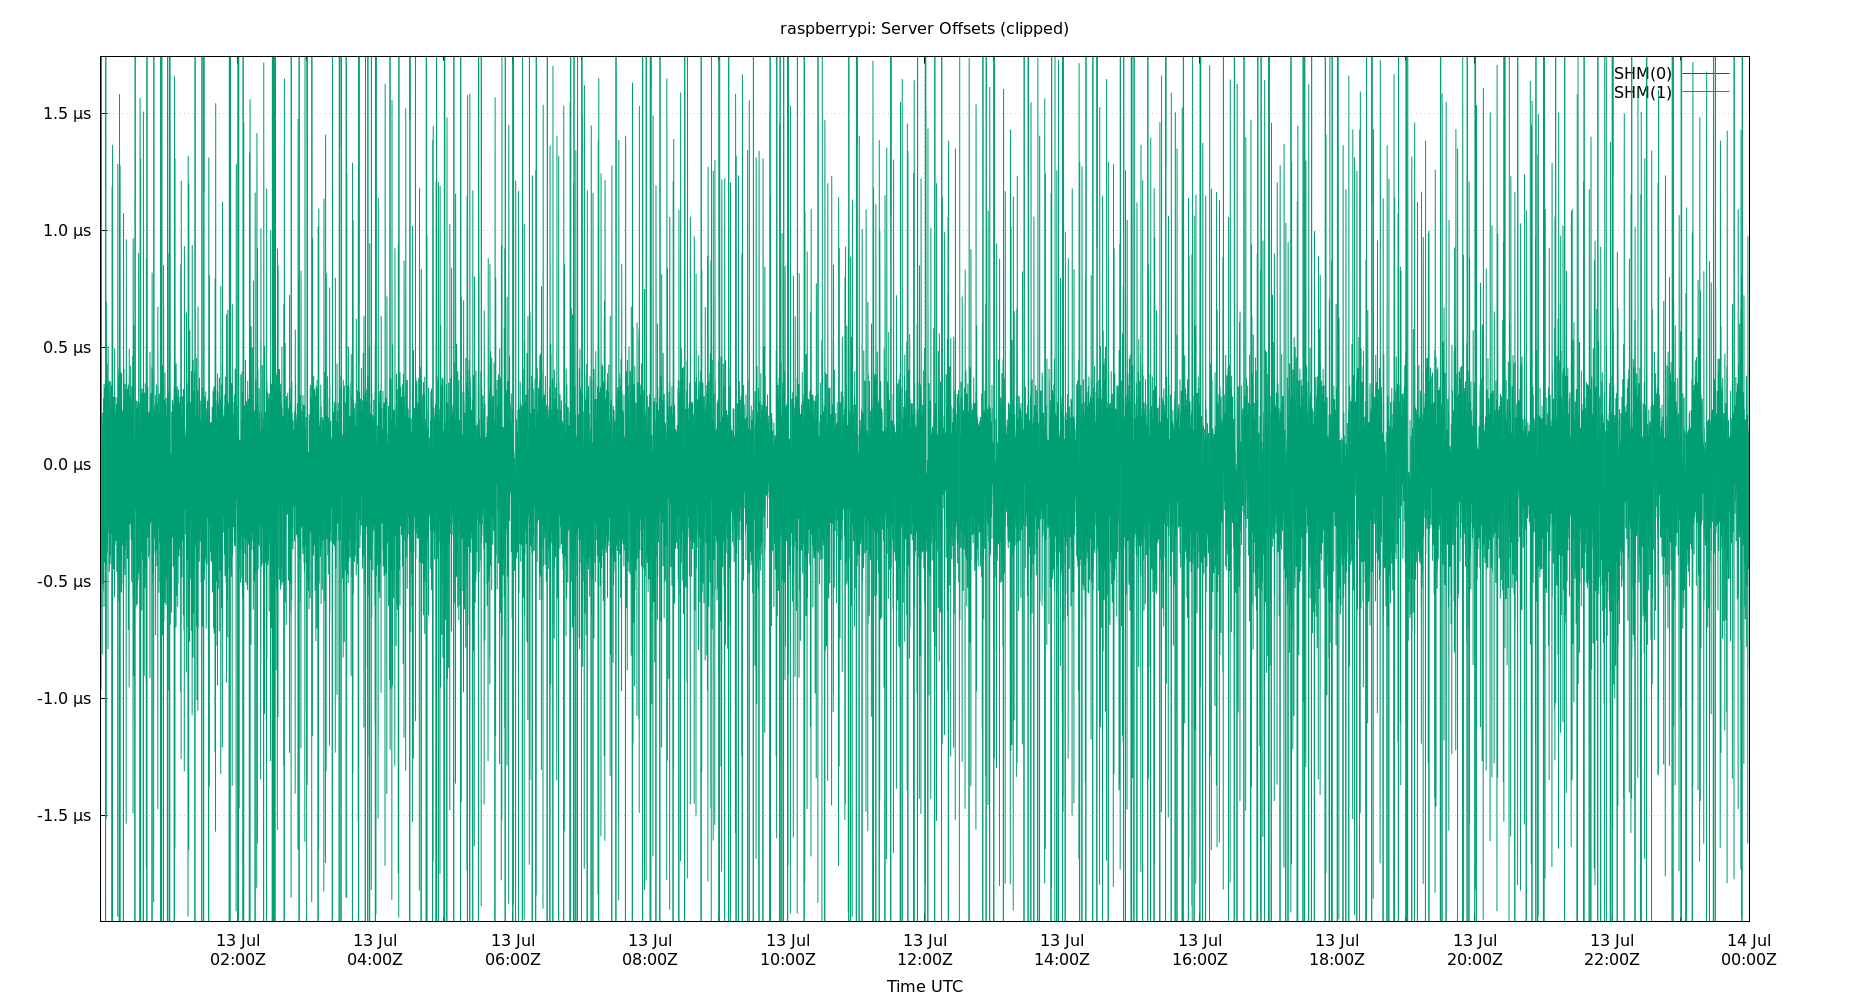 raspberrypi: Server Offsets (clipped)
SHM(0)
SHM(1)
1.5 µs
1.0 µs
0.5 µs
0.0 µs
-0.5 µs
-1.0 µs
-1.5 µs
13 Jul 13 Jul 13 Jul 13 Jul 13 Jul 13 Jul 13 Jul 13 Jul 13 Jul 13 Jul 13 Jul 14 Jul
02:00Z 04:00Z 06:00Z 08:00Z 10:00Z 12:00Z 14:00Z 16:00Z 18:00Z 20:00Z 22:00Z 00:00Z
Time UTC